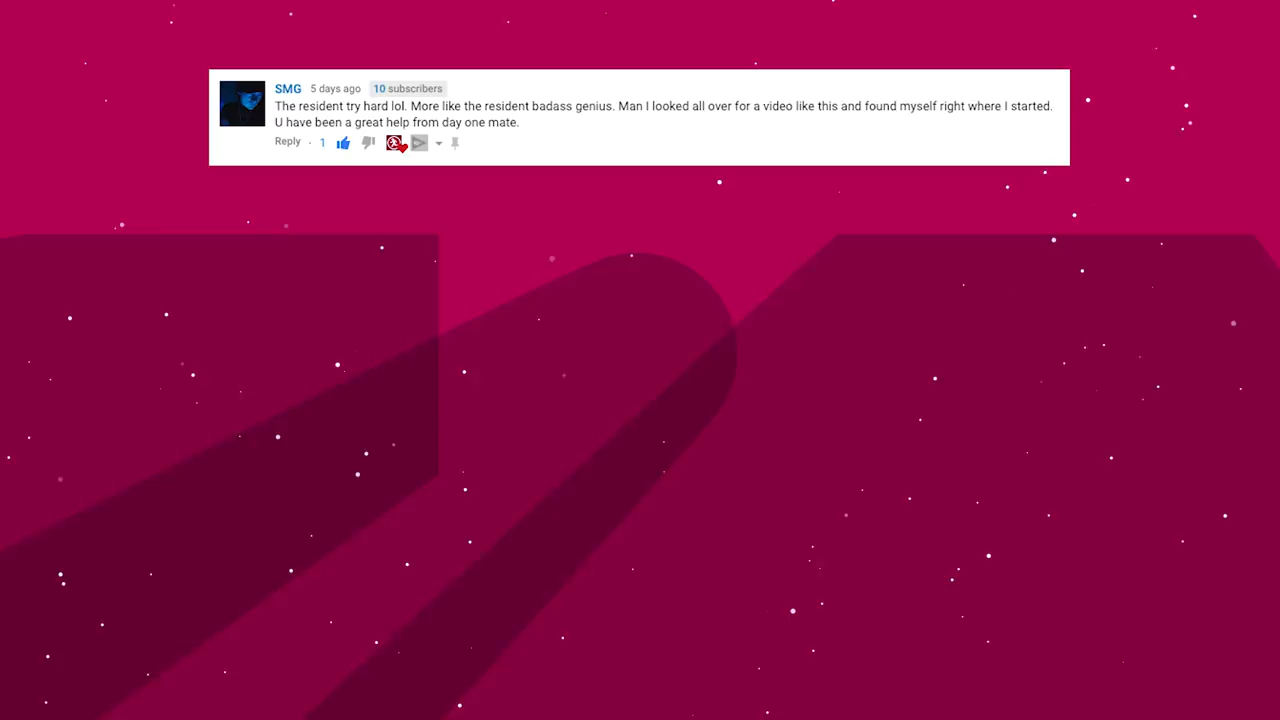 SMG 5 days ago 10 subscribers
The resident try hard lol. More like the resident badass genius. Man I looked all over for a video like this and found myself right where I started.
U have been a great help from day one mate.
Reply · 1